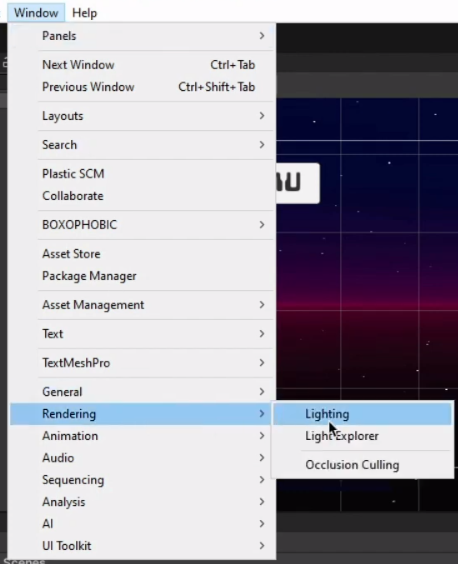 Window Help
Panels
Next Window Ctrl+Tab
Previous Window Ctrl+Shift+Tab
Layouts
Search
Plastic SCM
Collaborate
BOXOPHOBIC
Asset Store
Package Manager
Asset Management
Text
TextMeshPro
General
Rendering
Lighting
Animation
Light Explorer
Audio
Occlusion Culling
Sequencing
Analysis
AI
UI Toolkit
Scenes